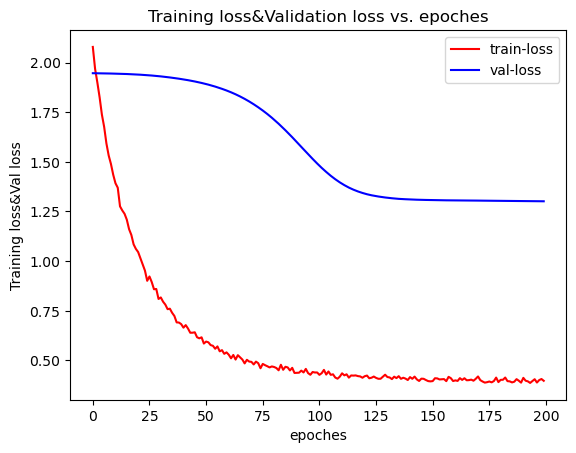 Training loss&Validation loss vs. epoches
train-loss
val-loss
Training loss&Val loss
2.00
1.75
1.50
1.25
1.00
0.75
0.50
0 25 50 75 100 125 150 175 200
epoches